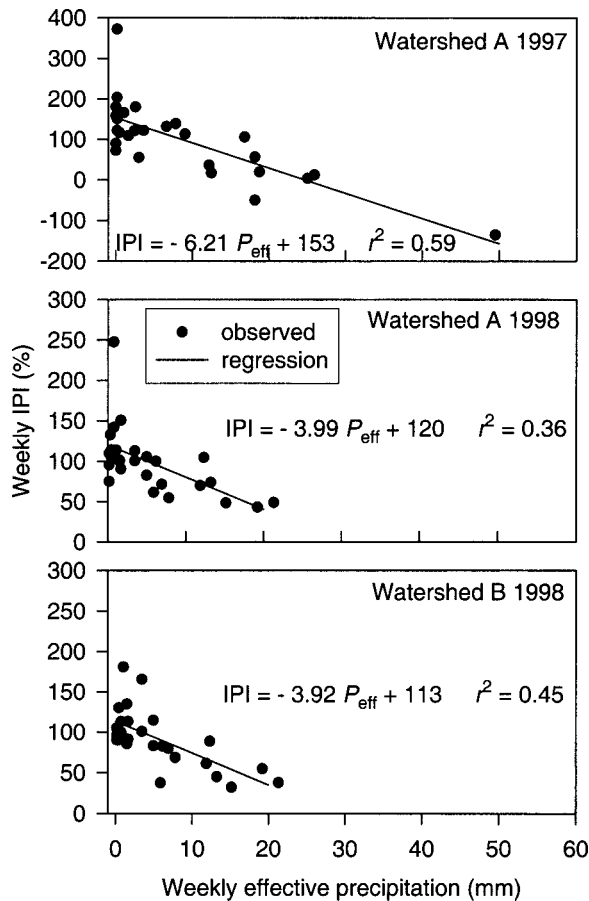 400
Watershed A 1997
300
200
100
0
-100
IPI = - 6.21 Peff + 153 r² = 0.59
-200
300
observed
Watershed A 1998
250
regression
200
150
IPI = - 3.99 Peff + 120 r² = 0.36
100
50
0
Weekly IPI (%)
300
Watershed B 1998
250
200
150
IPI = - 3.92 Peff + 113 r² = 0.45
100
50
0
0 10 20 30 40 50 60
Weekly effective precipitation (mm)